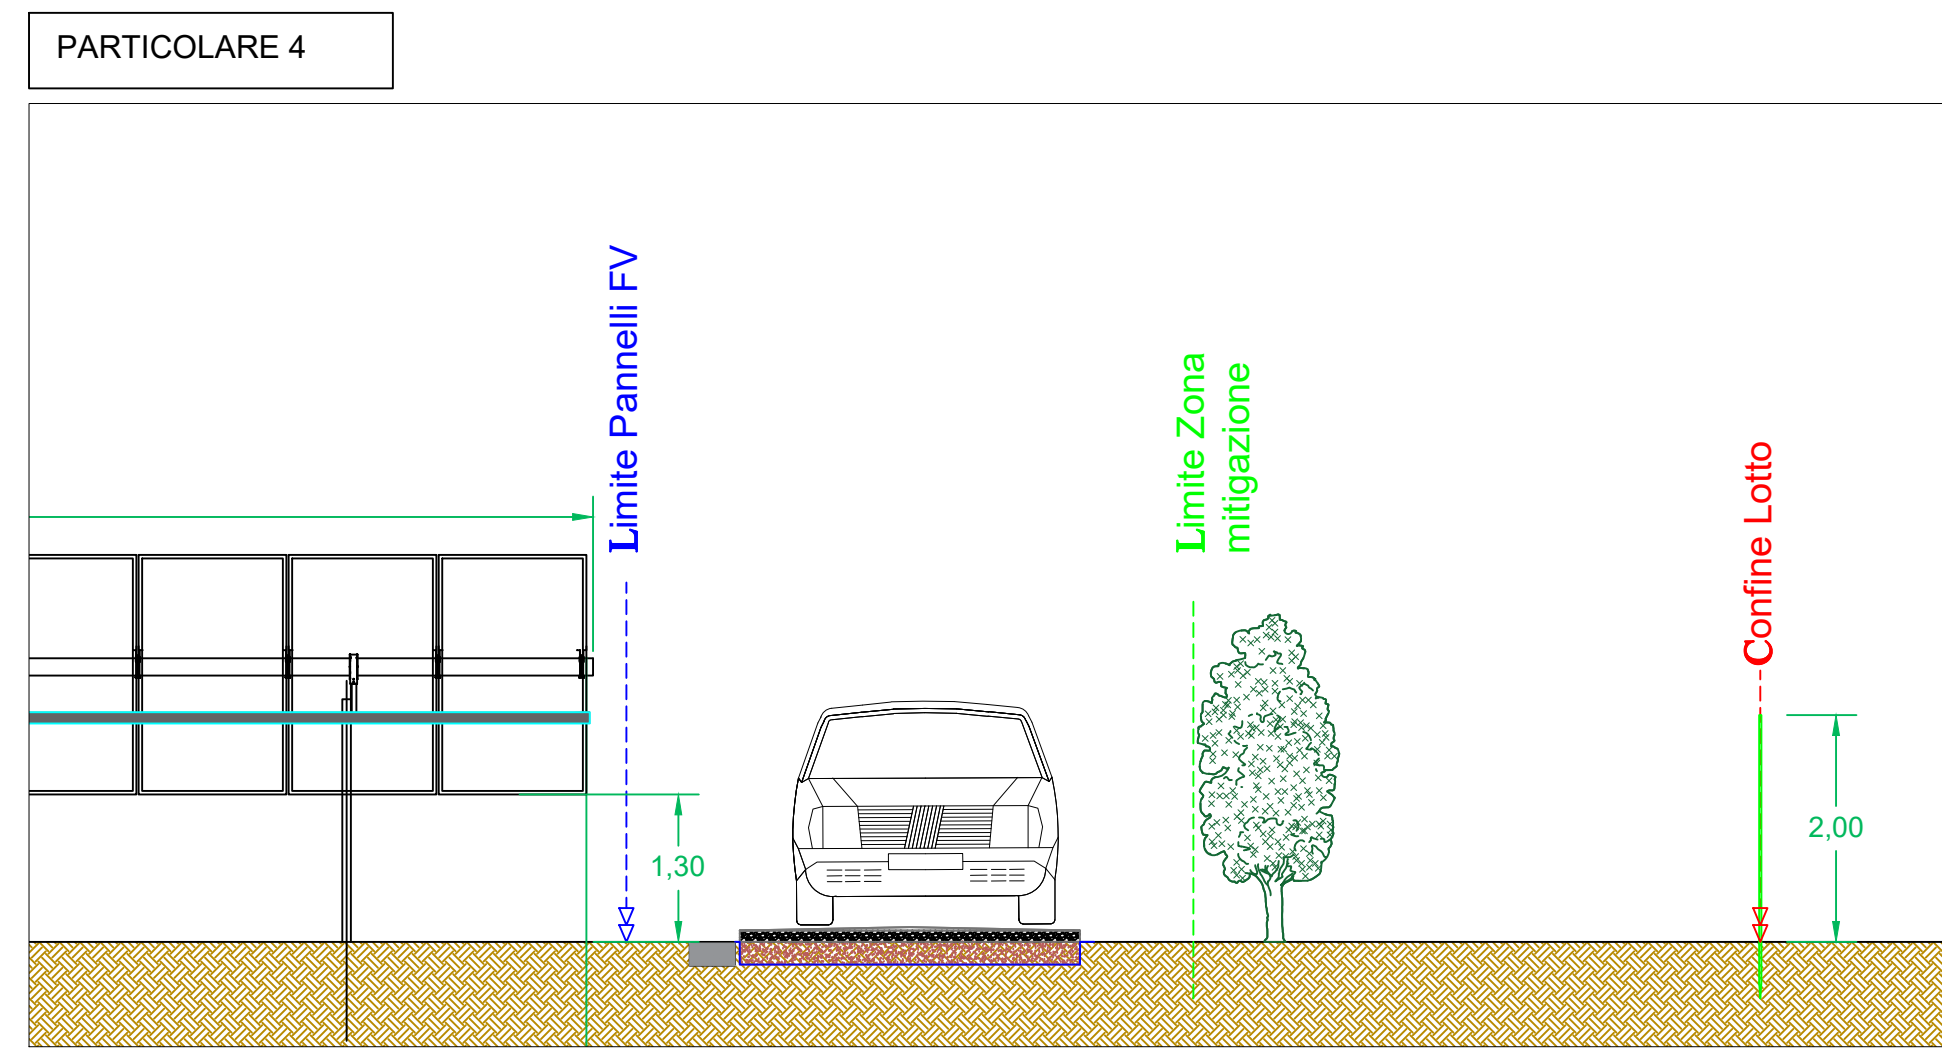 PARTICOLARE 4
Limite Pannelli FV
Limite Zona
mitigazione
Confine Lotto
1,30
2,00